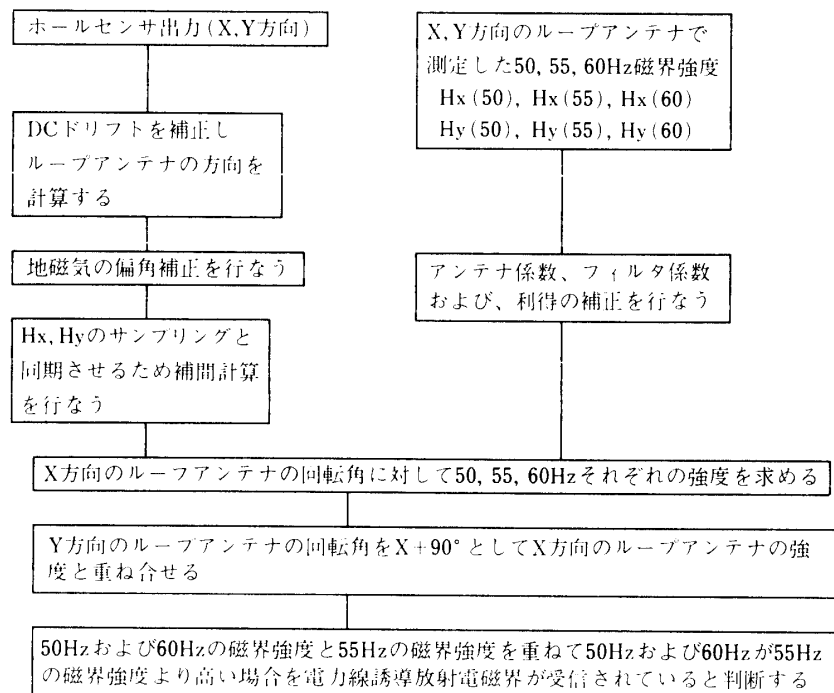 ホールセンサ出力(X,Y方向)
DCドリフトを補正し
ループアンテナの方向を
計算する
地磁気の偏角補正を行なう
Hx,Hyのサンプリングと
同期させるため補間計算
を行なう
X,Y方向のループアンテナで
測定した50,55,60Hz磁界強度
Hx(50),Hx(55),Hx(60)
Hy(50),Hy(55),Hy(60)
アンテナ係数、フィルタ係数
および、利得の補正を行なう
X方向のループアンテナの回転角に対して50,55,60Hzそれぞれの強度を求める
Y方向のループアンテナの回転角をX+90°としてX方向のループアンテナの強
度と重ね合せる
50Hzおよび60Hzの磁界強度と55Hzの磁界強度を重ねて50Hzおよび60Hzが55Hz
の磁界強度より高い場合を電力線誘導放射電磁界が受信されていると判断する